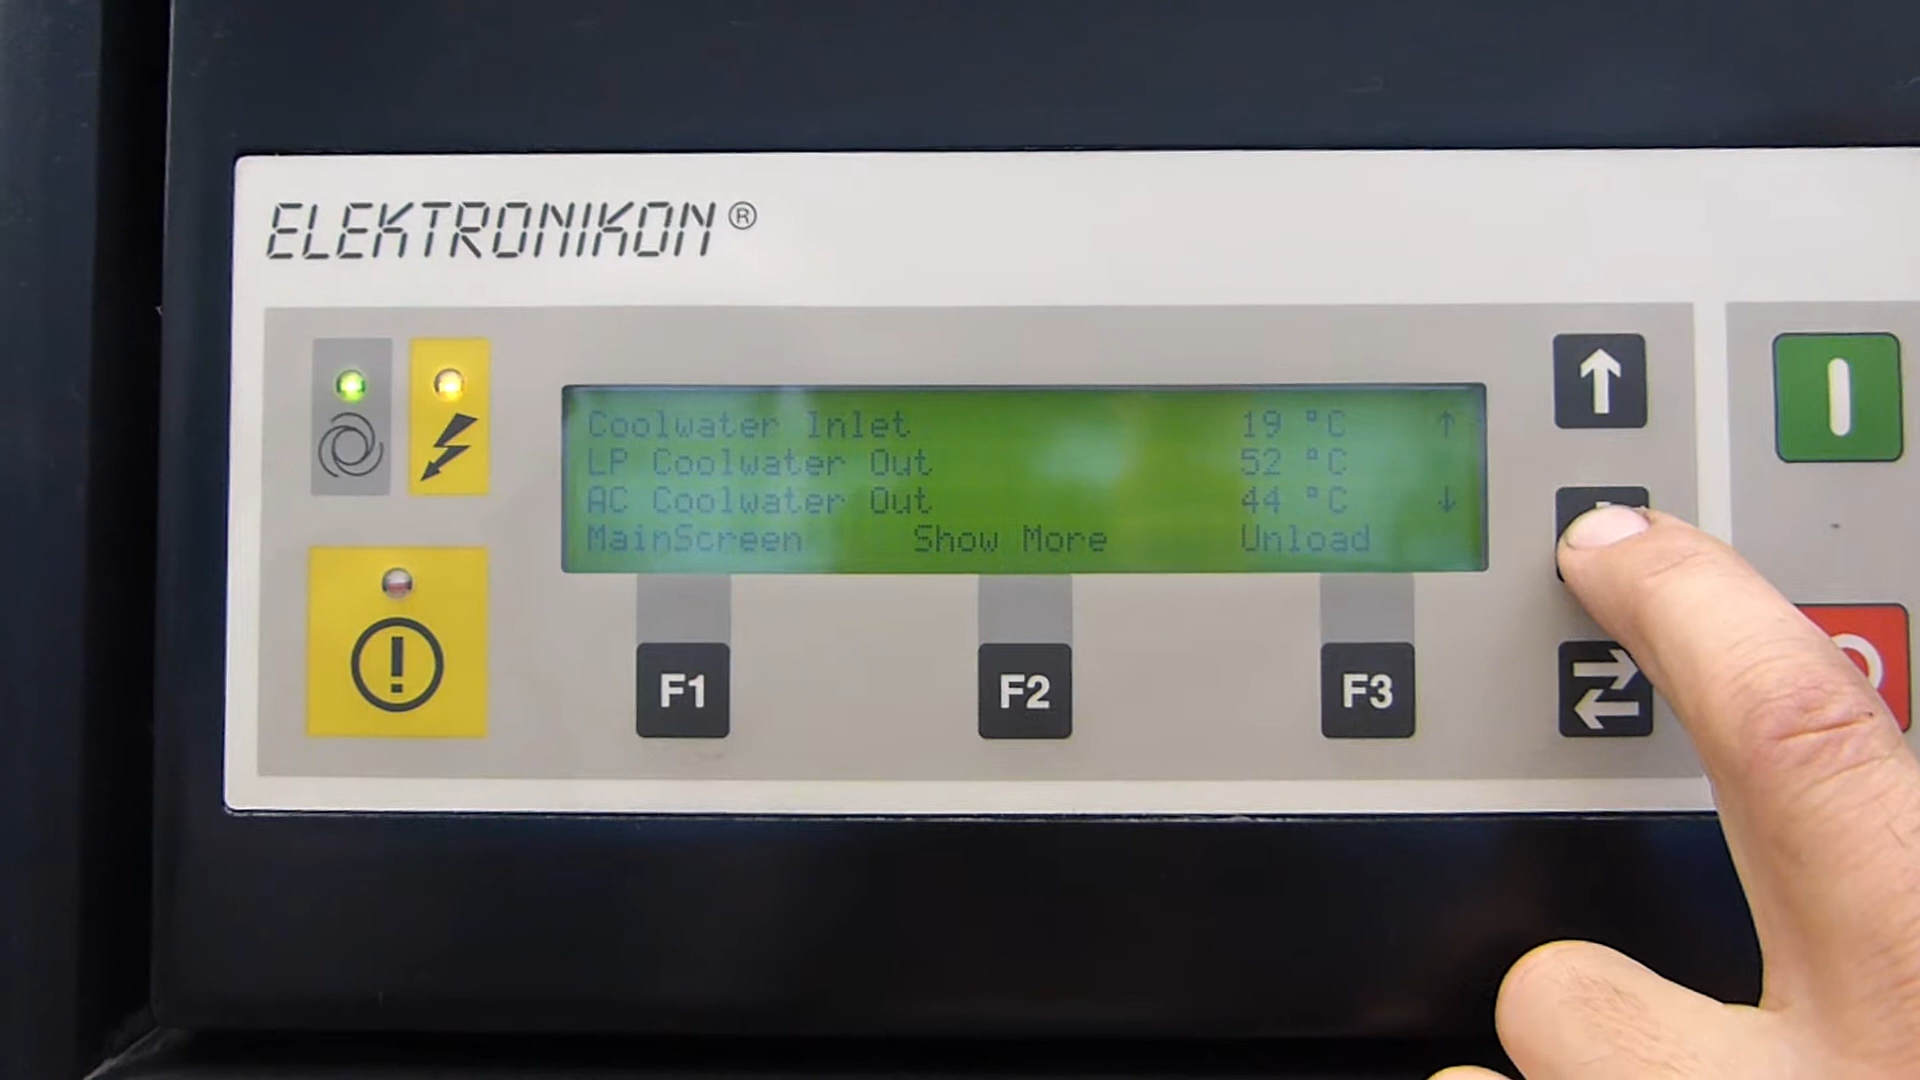 ELEKTRONIKON®
Coolwater Inlet 19 °C ↑
LP Coolwater Out 52 °C
AC Coolwater Out 44 °C ↓
MainScreen Show More Unload
F1 F2 F3